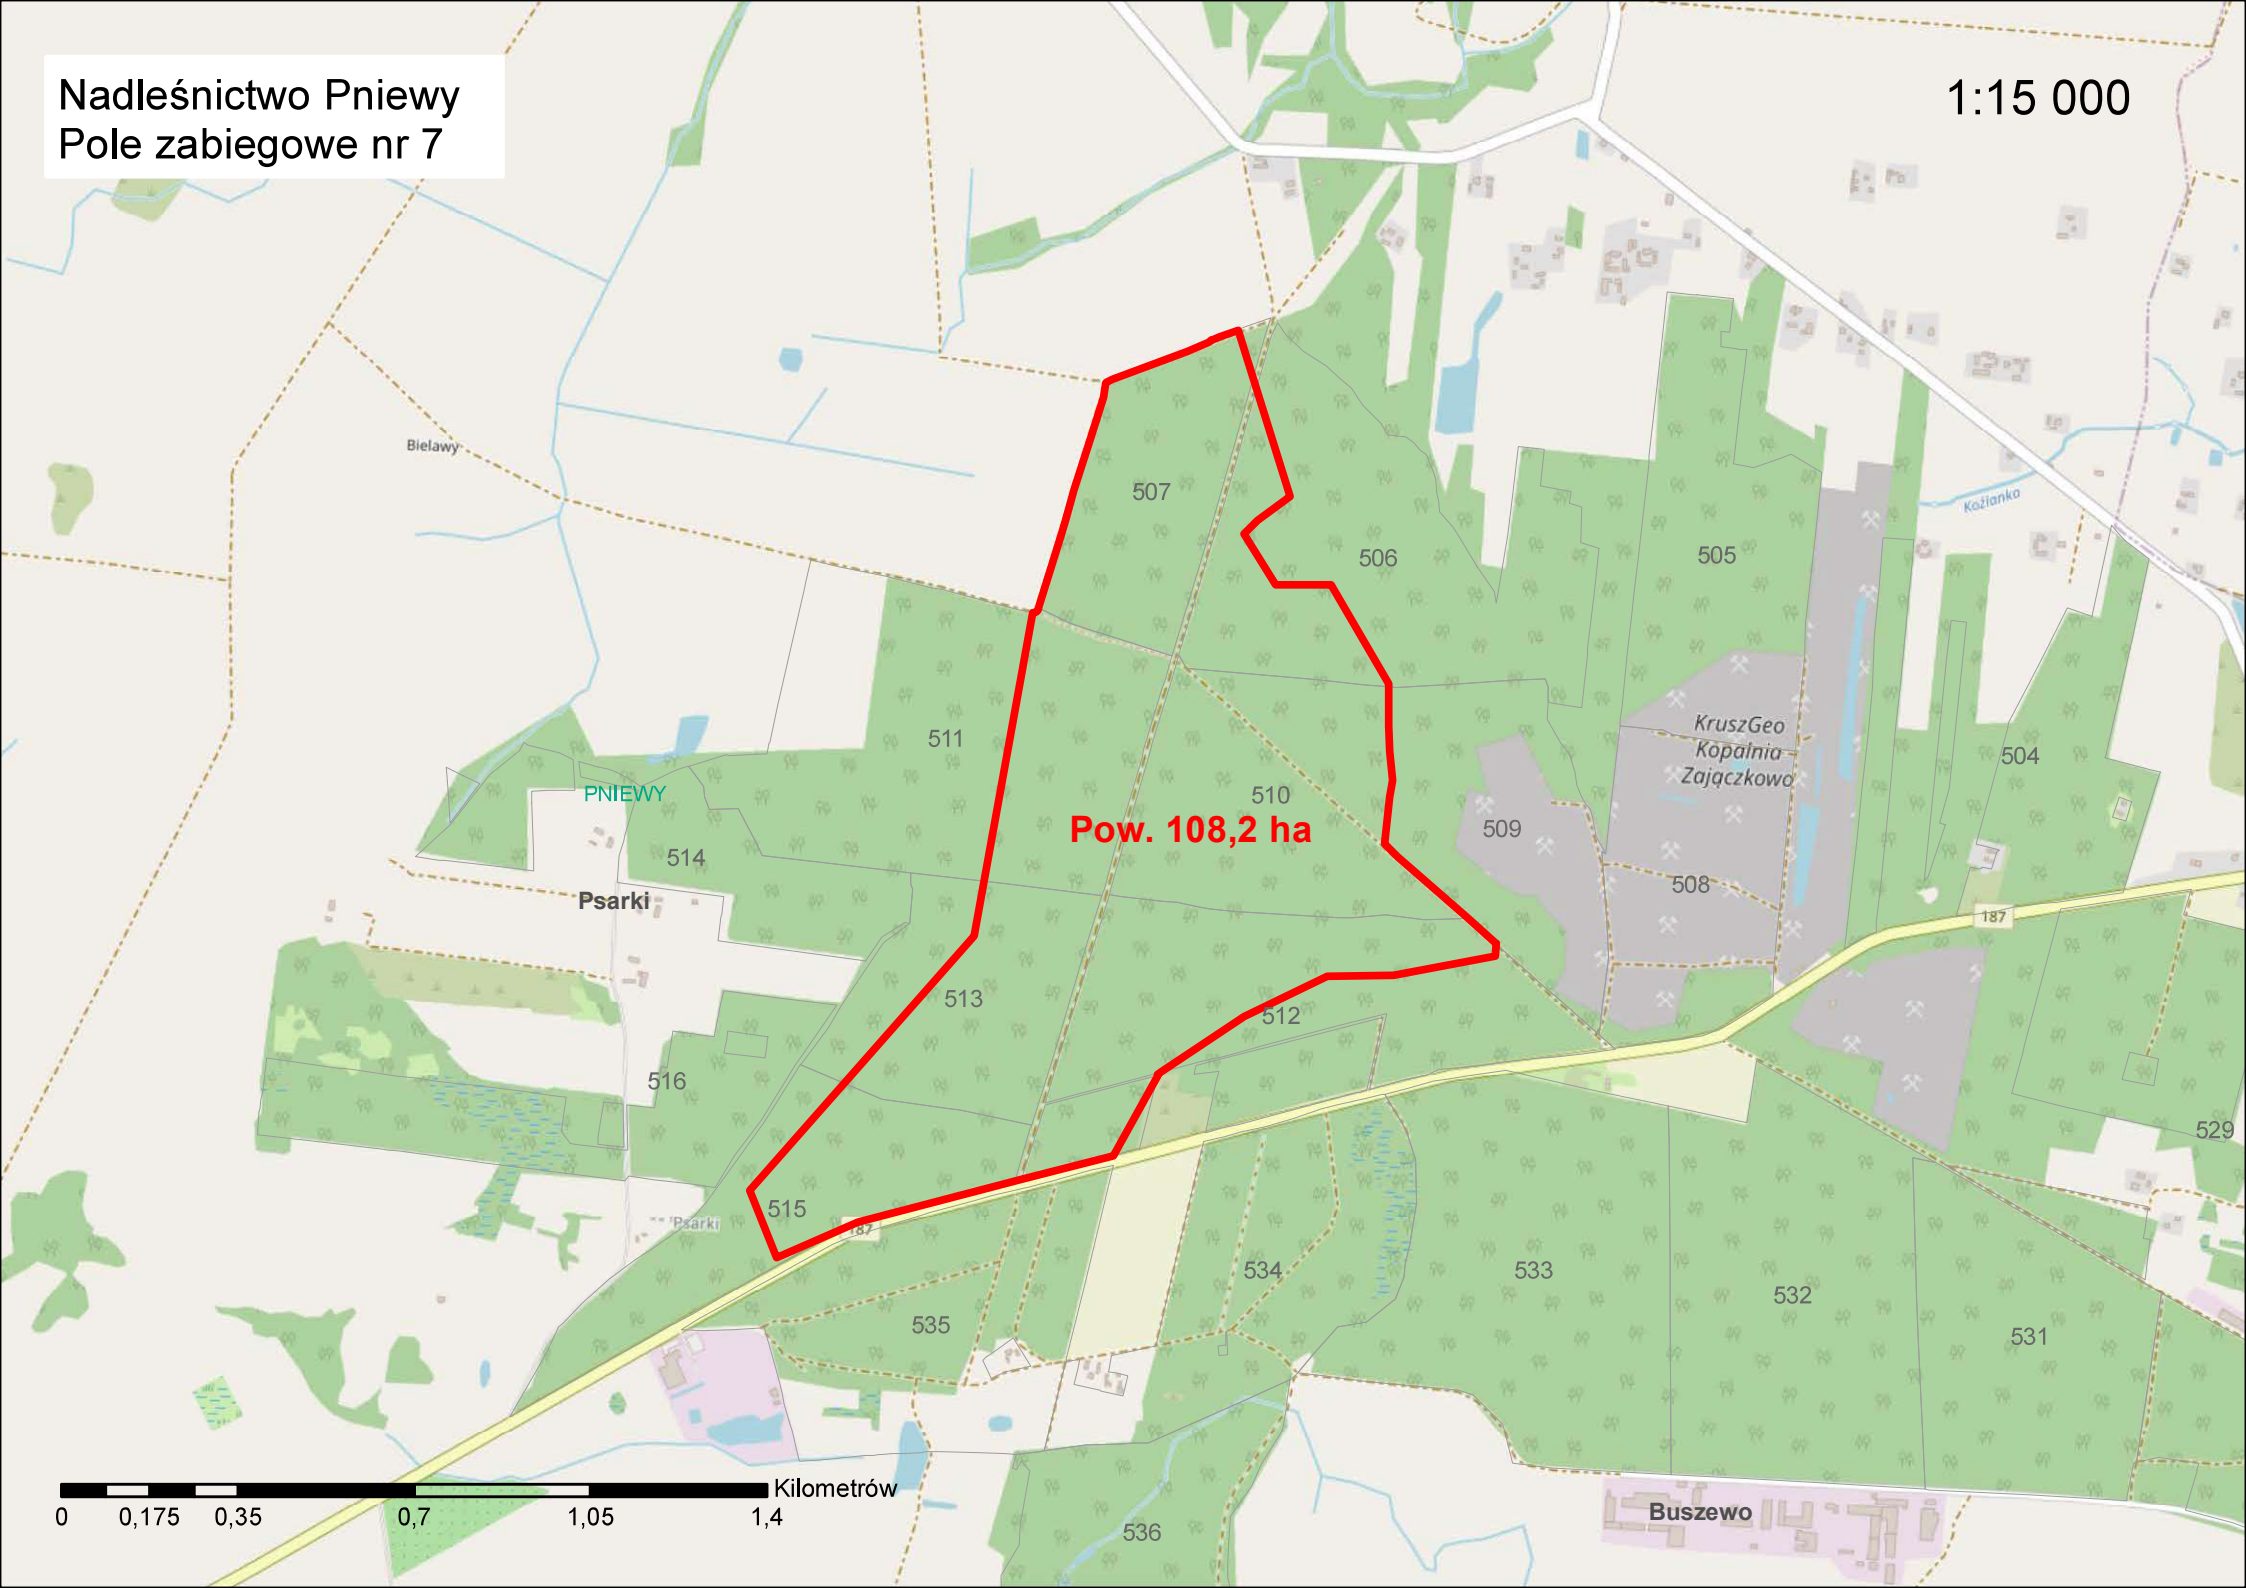 Nadleśnictwo Pniewy
Pole zabiegowe nr 7
1:15 000
Bielawy
507
506
505
Koźlanka
511
KruszGeo
Kopalnia
Zajączkowo
504
PNIEWY
510
Pow. 108,2 ha
509
514
508
Psarki
187
513
512
516
529
515
Psarki
187
534
533
532
535
531
Kilometrów
0 0,175 0,35 0,7 1,05 1,4
Buszewo
536